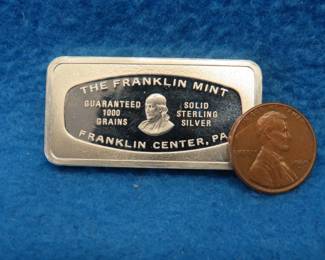 THE FRANKLIN MINT
GUARANTEED
1000
GRAINS
SOLID
STERLING
SILVER
FRANKLIN CENTER, PA